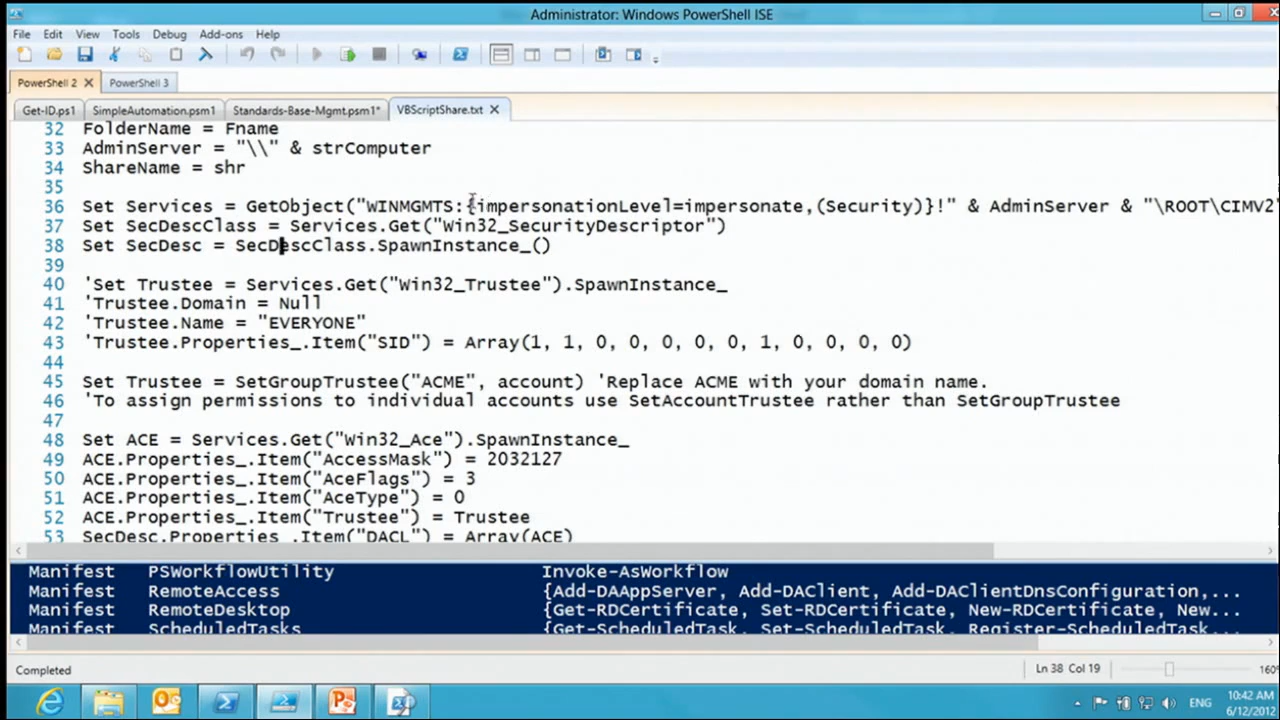 Administrator: Windows PowerShell ISE
File Edit View Tools Debug Add-ons Help
PowerShell 2 PowerShell 3
Get-ID.ps1 SimpleAutomation.psm1 Standards-Base-Mgmt.psm1* VBScriptShare.txt
32 FolderName = Fname
33 AdminServer = "\\" & strComputer
34 ShareName = shr
35
36 Set Services = GetObject("WINMGMTS:{impersonationLevel=impersonate,(Security)}!" & AdminServer & "\ROOT\CIMV2"
37 Set SecDescClass = Services.Get("Win32_SecurityDescriptor")
38 Set SecDesc = SecDescClass.SpawnInstance_()
39
40 'Set Trustee = Services.Get("Win32_Trustee").SpawnInstance_
41 'Trustee.Domain = Null
42 'Trustee.Name = "EVERYONE"
43 'Trustee.Properties_.Item("SID") = Array(1, 1, 0, 0, 0, 0, 0, 1, 0, 0, 0, 0)
44
45 Set Trustee = SetGroupTrustee("ACME", account) 'Replace ACME with your domain name.
46 'To assign permissions to individual accounts use SetAccountTrustee rather than SetGroupTrustee
47
48 Set ACE = Services.Get("Win32_Ace").SpawnInstance_
49 ACE.Properties_.Item("AccessMask") = 2032127
50 ACE.Properties_.Item("AceFlags") = 3
51 ACE.Properties_.Item("AceType") = 0
52 ACE.Properties_.Item("Trustee") = Trustee
53 SecDesc.Properties_.Item("DACL") = Array(ACE)
Manifest PSWorkflowUtility Invoke-AsWorkflow
Manifest RemoteAccess {Add-DAAppServer, Add-DAClient, Add-DAClientDnsConfiguration,...
Manifest RemoteDesktop {Get-RDCertificate, Set-RDCertificate, New-RDCertificate, New...
Manifest ScheduledTasks {Get-ScheduledTask, Set-ScheduledTask, Register-ScheduledTask...
Completed Ln 38 Col 19 160%
ENG 10:42 AM
6/12/2012